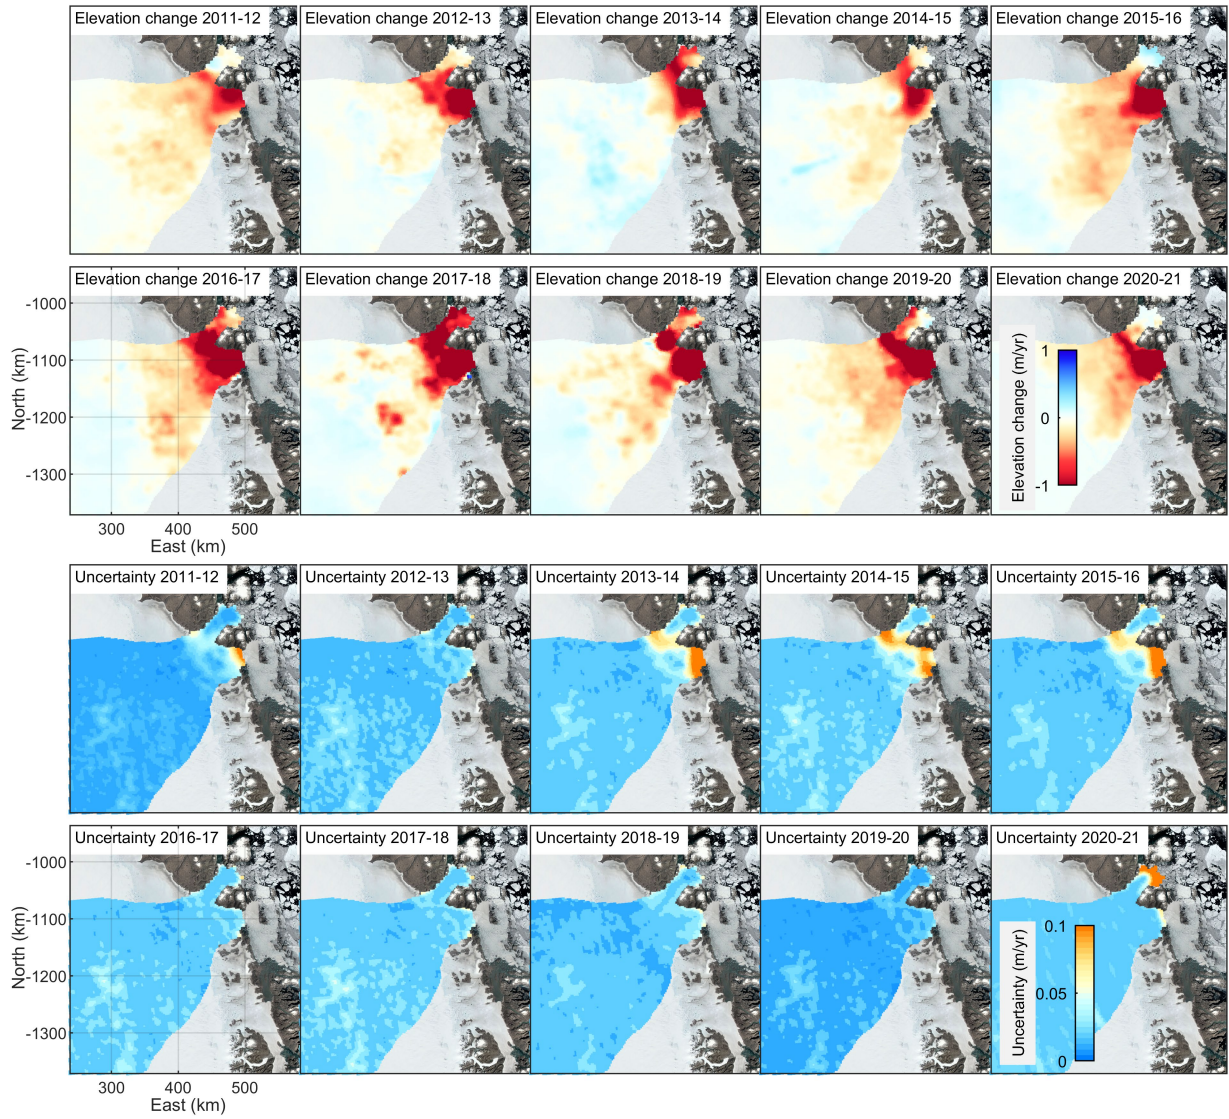 Elevation change 2011-12
Elevation change 2012-13
Elevation change 2013-14
Elevation change 2014-15
Elevation change 2015-16
Elevation change 2016-17
Elevation change 2017-18
Elevation change 2018-19
Elevation change 2019-20
Elevation change 2020-21
North (km)
-1000
-1100
-1200
-1300
300
400
500
East (km)
Elevation change (m/yr)
1
0
-1
Uncertainty 2011-12
Uncertainty 2012-13
Uncertainty 2013-14
Uncertainty 2014-15
Uncertainty 2015-16
Uncertainty 2016-17
Uncertainty 2017-18
Uncertainty 2018-19
Uncertainty 2019-20
Uncertainty 2020-21
North (km)
-1000
-1100
-1200
-1300
300
400
500
East (km)
Uncertainty (m/yr)
0.1
0.05
0